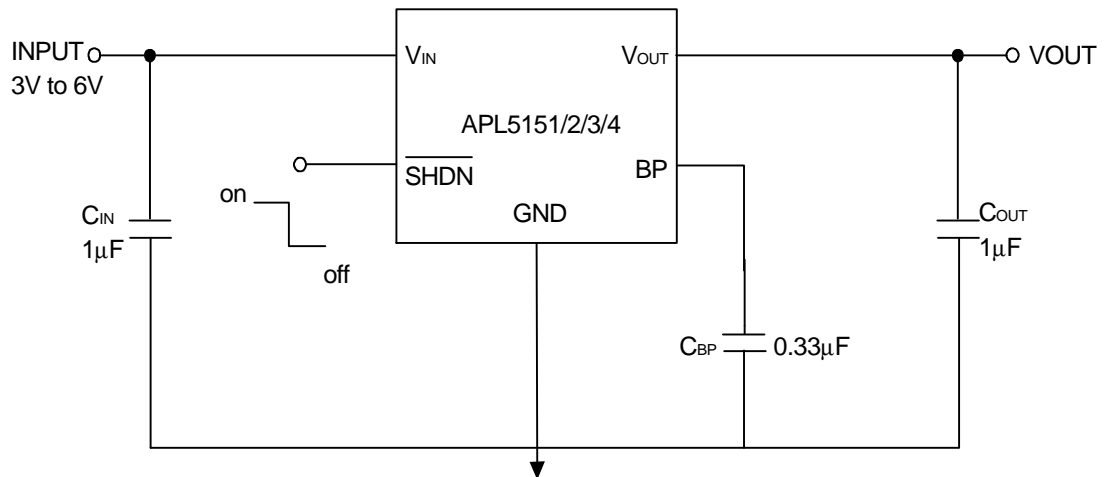 INPUT
3V to 6V
VIN
VOUT
VOUT
APL5151/2/3/4
SHDN
BP
on
off
GND
CIN
1µF
COUT
1µF
CBP
0.33µF